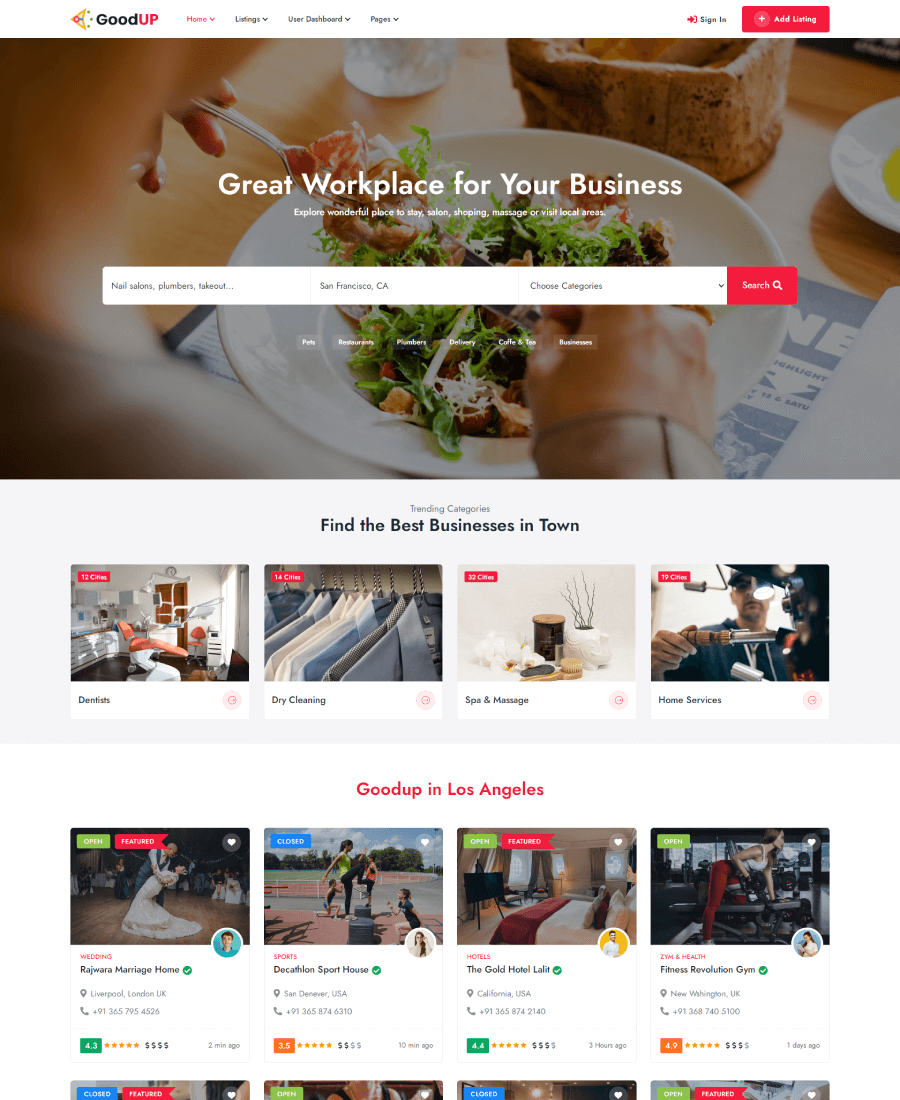 GoodUP
Home
Listings
User Dashboard
Pages
Sign In
Add Listing
Great Workplace for Your Business
Explore wonderful place to stay, salon, shoping, massage or visit local areas.
Nail salons, plumbers, takeout...
San Francisco, CA
Choose Categories
Search
Pets
Restaurants
Plumbers
Delivery
Coffe & Tea
Businesses
HIGHLIGHT
13 & SATU
Trending Categories
Find the Best Businesses in Town
12 Cities
14 Cities
32 Cities
19 Cities
Dentists
Dry Cleaning
Spa & Massage
Home Services
Goodup in Los Angeles
OPEN
FEATURED
WEDDING
Rajwara Marriage Home
Liverpool, London UK
+91 365 795 4526
4.3
$$$$
2 min ago
CLOSED
SPORTS
Decathlon Sport House
San Denever, USA
+91 365 874 6310
3.5
$$$$
10 min ago
OPEN
FEATURED
HOTELS
The Gold Hotel Lalit
California, USA
+91 365 874 2140
4.4
$$$$
3 Hours ago
OPEN
ZYM & HEALTH
Fitness Revolution Gym
New Wshington, UK
+91 368 740 5100
4.9
$$$$
1 days ago
CLOSED
FEATURED
OPEN
CLOSED
OPEN
FEATURED